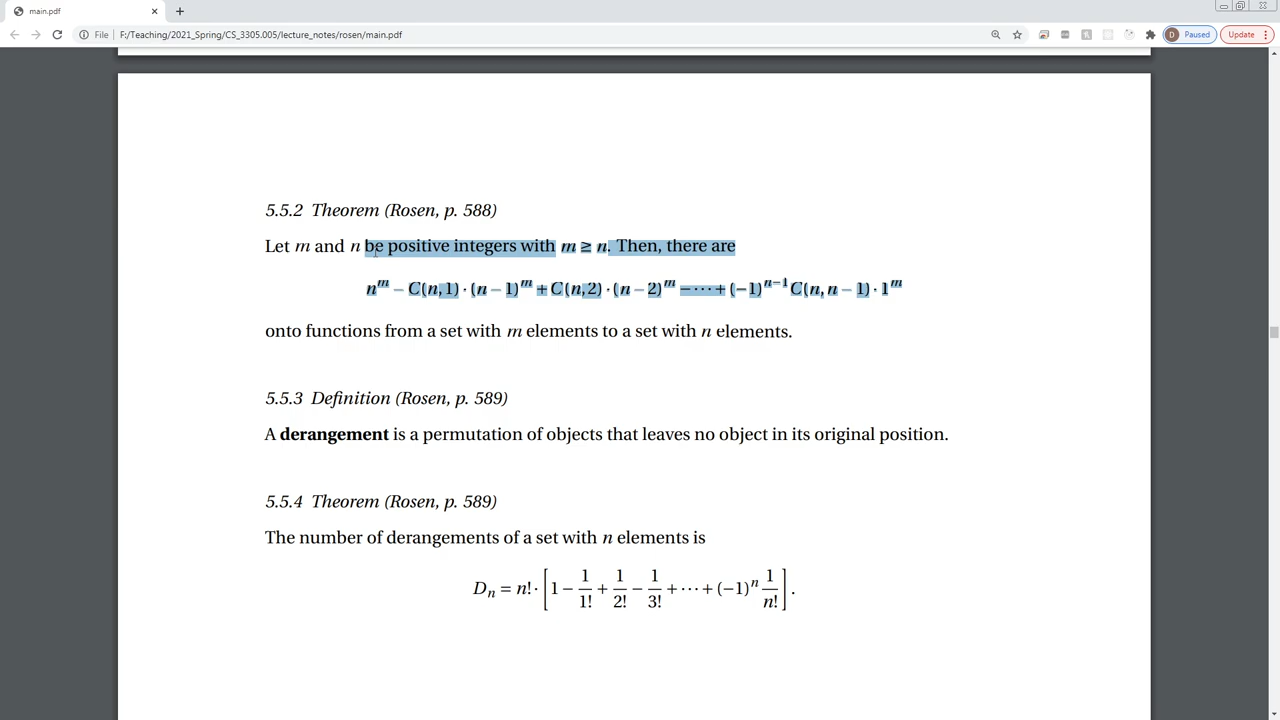 main.pdf
File F:/Teaching/2021_Spring/CS_3305.005/lecture_notes/rosen/main.pdf D Paused Update
5.5.2 Theorem (Rosen, p. 588)
Let m and n be positive integers with m ≥ n. Then, there are
n^m − C(n,1)·(n−1)^m + C(n,2)·(n−2)^m − ··· + (−1)^{n−1} C(n,n−1)·1^m
onto functions from a set with m elements to a set with n elements.
5.5.3 Definition (Rosen, p. 589)
A derangement is a permutation of objects that leaves no object in its original position.
5.5.4 Theorem (Rosen, p. 589)
The number of derangements of a set with n elements is
D_n = n!·[1 − 1/1! + 1/2! − 1/3! + ··· + (−1)^n 1/n!].